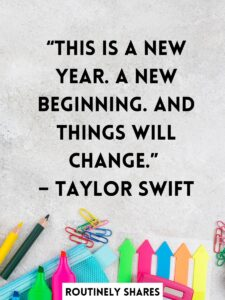 “THIS IS A NEW
YEAR. A NEW
BEGINNING. AND
THINGS WILL
CHANGE.”
– TAYLOR SWIFT
ROUTINELY SHARES